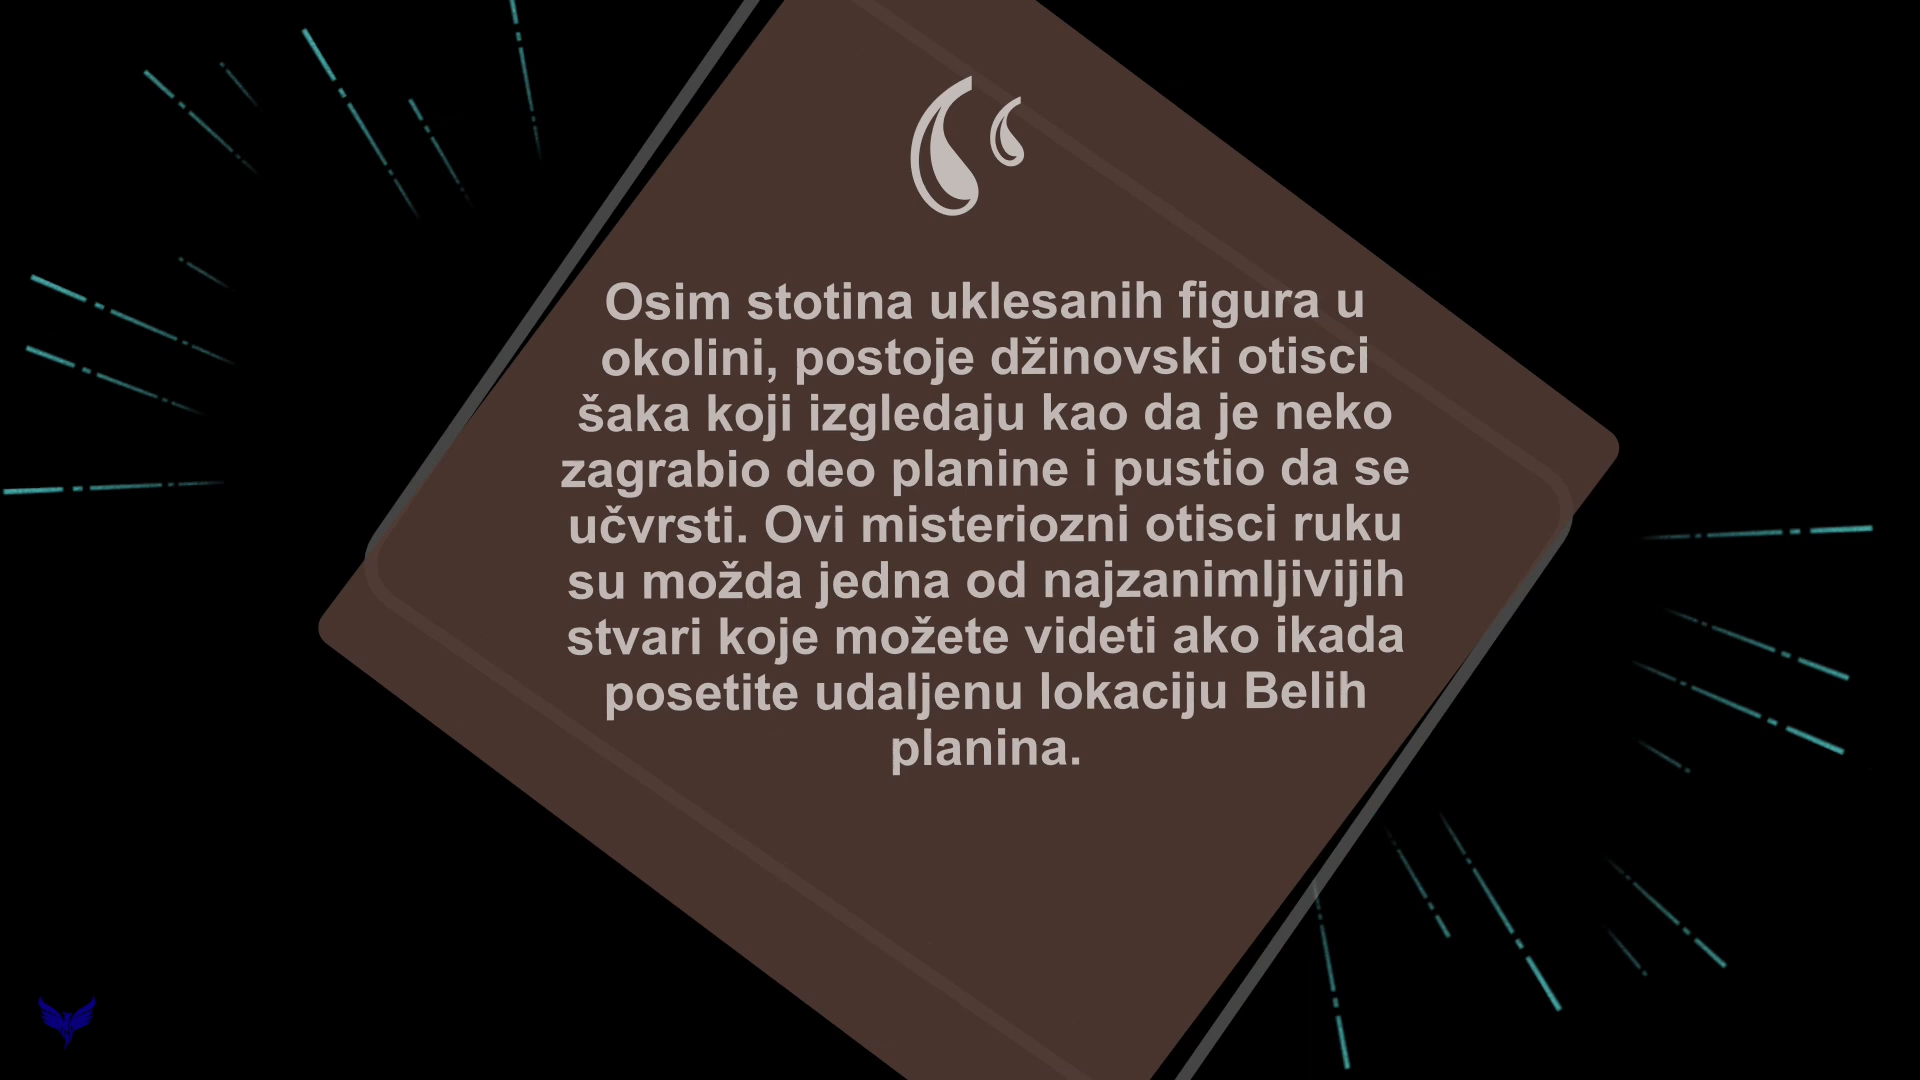 Osim stotina uklesanih figura u
okolini, postoje džinovski otisci
šaka koji izgledaju kao da je neko
zagrabio deo planine i pustio da se
učvrsti. Ovi misteriozni otisci ruku
su možda jedna od najzanimljivijih
stvari koje možete videti ako ikada
posetite udaljenu lokaciju Belih
planina.